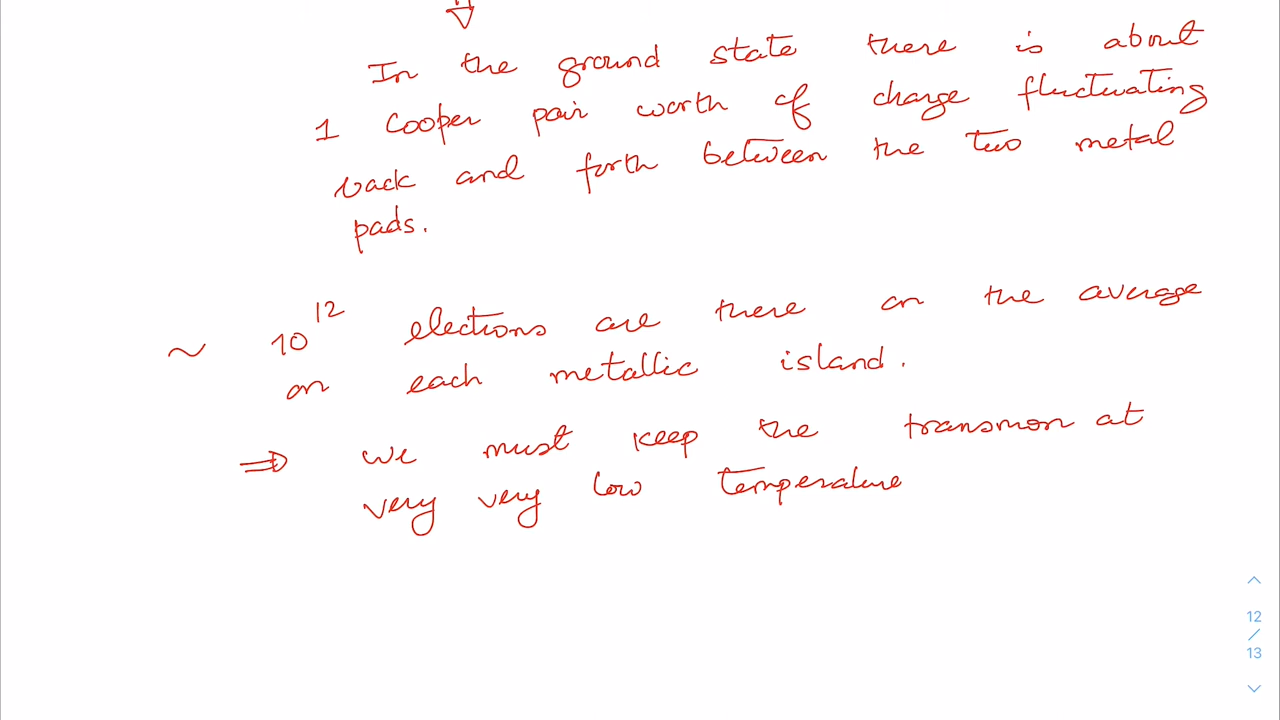 In the ground state there is about
1 Cooper pair worth of charge fluctuating
back and forth between the two metal
pads.
~ 10^12 electrons are there on the average
on each metallic island.
⇒ we must keep the transmon at
very very low temperature
12
/
13